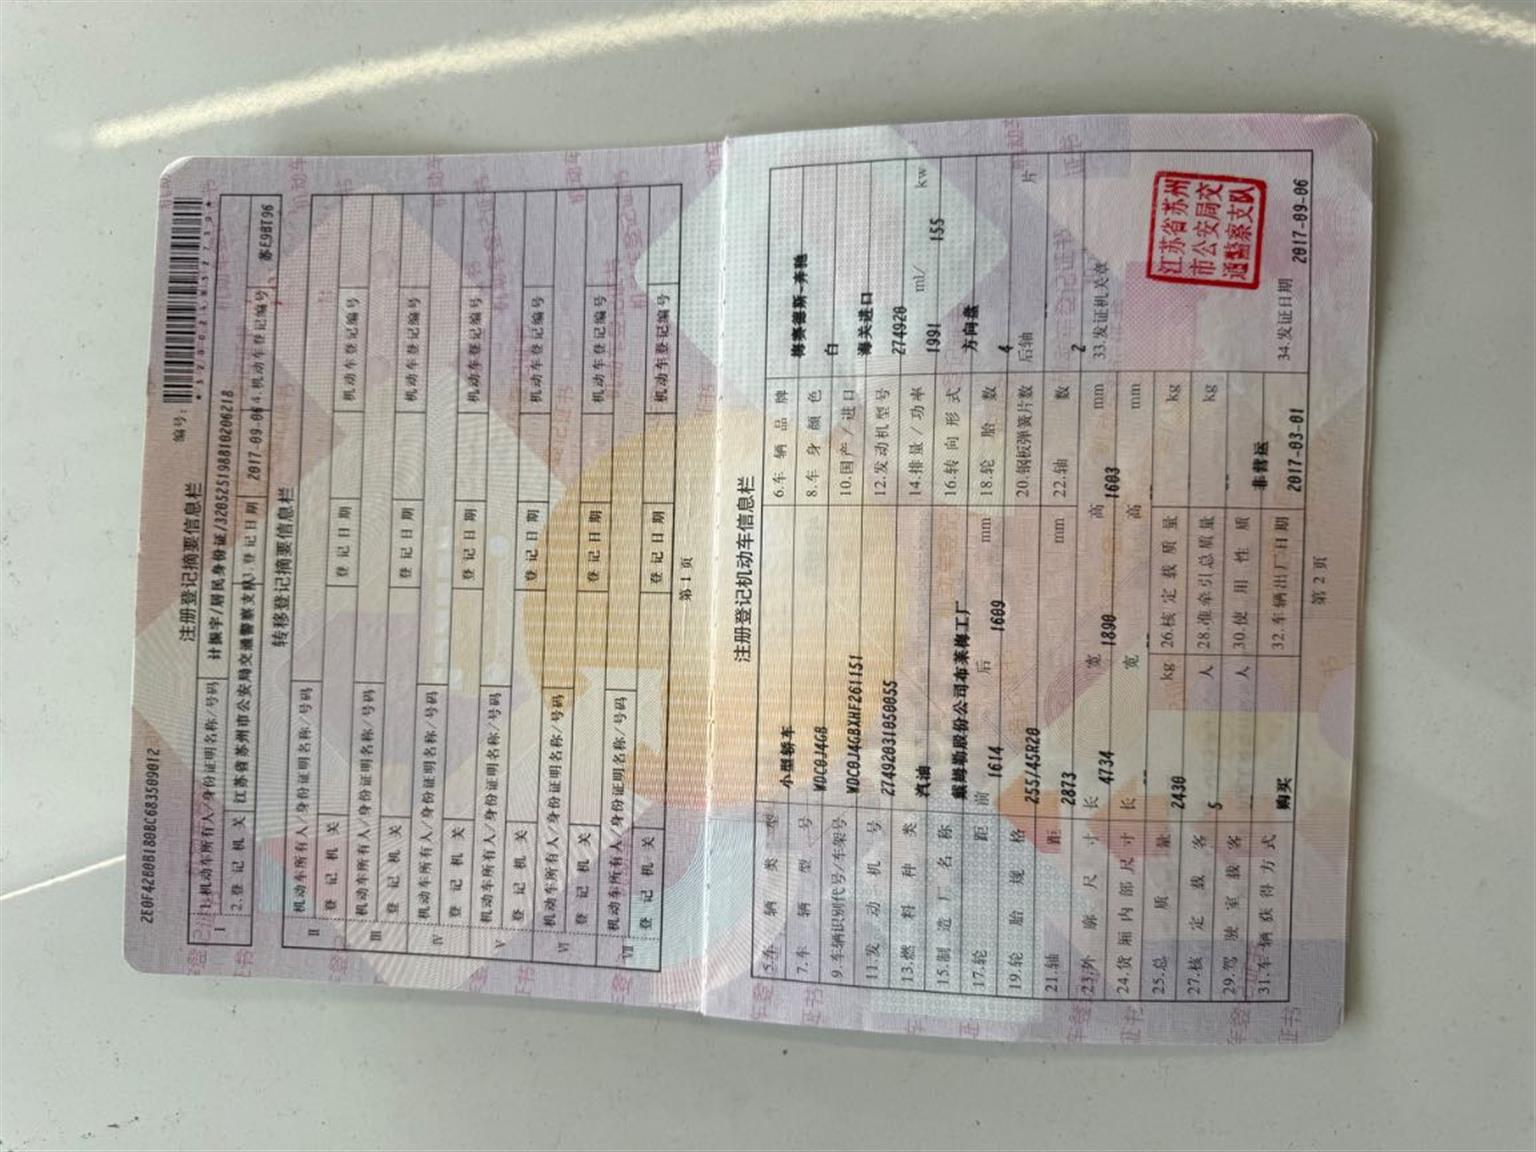 2E0F42B0B180BC683509012
编号:
注册登记摘要信息栏
I 1.机动车所有人/身份证明名称/号码 计振宇/居民身份证/320525198810206218
2.登记机关 江苏省苏州市公安局交通警察支队 3.登记日期 2017-09-06 4.机动车登记编号 苏E9BT96
转移登记摘要信息栏
II 机动车所有人/身份证明名称/号码
登记机关 登记日期 机动车登记编号
III 机动车所有人/身份证明名称/号码
登记机关 登记日期 机动车登记编号
IV 机动车所有人/身份证明名称/号码
登记机关 登记日期 机动车登记编号
V 机动车所有人/身份证明名称/号码
登记机关 登记日期 机动车登记编号
VI 机动车所有人/身份证明名称/号码
登记机关 登记日期 机动车登记编号
VII 机动车所有人/身份证明名称/号码
登记机关 登记日期 机动车登记编号
第1页
注册登记机动车信息栏
5.车辆类型 小型轿车 6.车辆品牌 梅赛德斯-奔驰
7.车辆型号 WDC0J4GB 8.车身颜色 白
9.车辆识别代号/车架号 WDC0J4GBXHF261151 10.国产/进口 海关进口
11.发动机号 27492031050055 12.发动机型号 274920
13.燃料种类 汽油 14.排量/功率 1991 ml/ 155 kw
15.制造厂名称 戴姆勒股份公司布莱梅工厂 16.转向形式 方向盘
17.轮距 前 1614 后 1609 mm 18.轮胎数 4
19.轮胎规格 255/45R20 20.钢板弹簧片数 后轴 片
21.轴距 2873 mm 22.轴数 2
23.外廓尺寸 长 4734 宽 1890 高 1603 mm 33.发证机关章
24.货厢内部尺寸 长 -- 宽 -- 高 -- mm
25.总质量 2430 kg 26.核定载质量 kg
27.核定载客 5 人 28.准牵引总质量 -- kg
29.驾驶室载客 -- 人 30.使用性质 非营运
31.车辆获得方式 购买 32.车辆出厂日期 2017-03-01 34.发证日期 2017-09-06
江苏省苏州
市公安局交
通警察支队
第2页